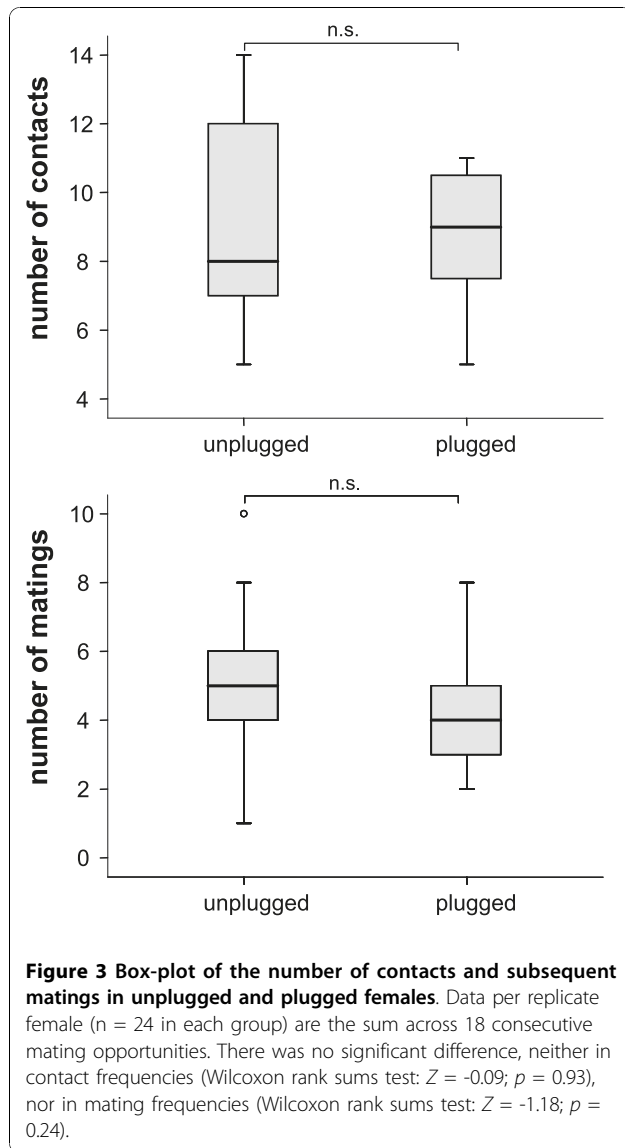 n.s.
14
12
10
8
6
4
number of contacts
unplugged plugged
n.s.
10
8
6
4
2
0
number of matings
unplugged plugged
Figure 3 Box-plot of the number of contacts and subsequent
matings in unplugged and plugged females. Data per replicate
female (n = 24 in each group) are the sum across 18 consecutive
mating opportunities. There was no significant difference, neither in
contact frequencies (Wilcoxon rank sums test: Z = -0.09; p = 0.93),
nor in mating frequencies (Wilcoxon rank sums test: Z = -1.18; p =
0.24).